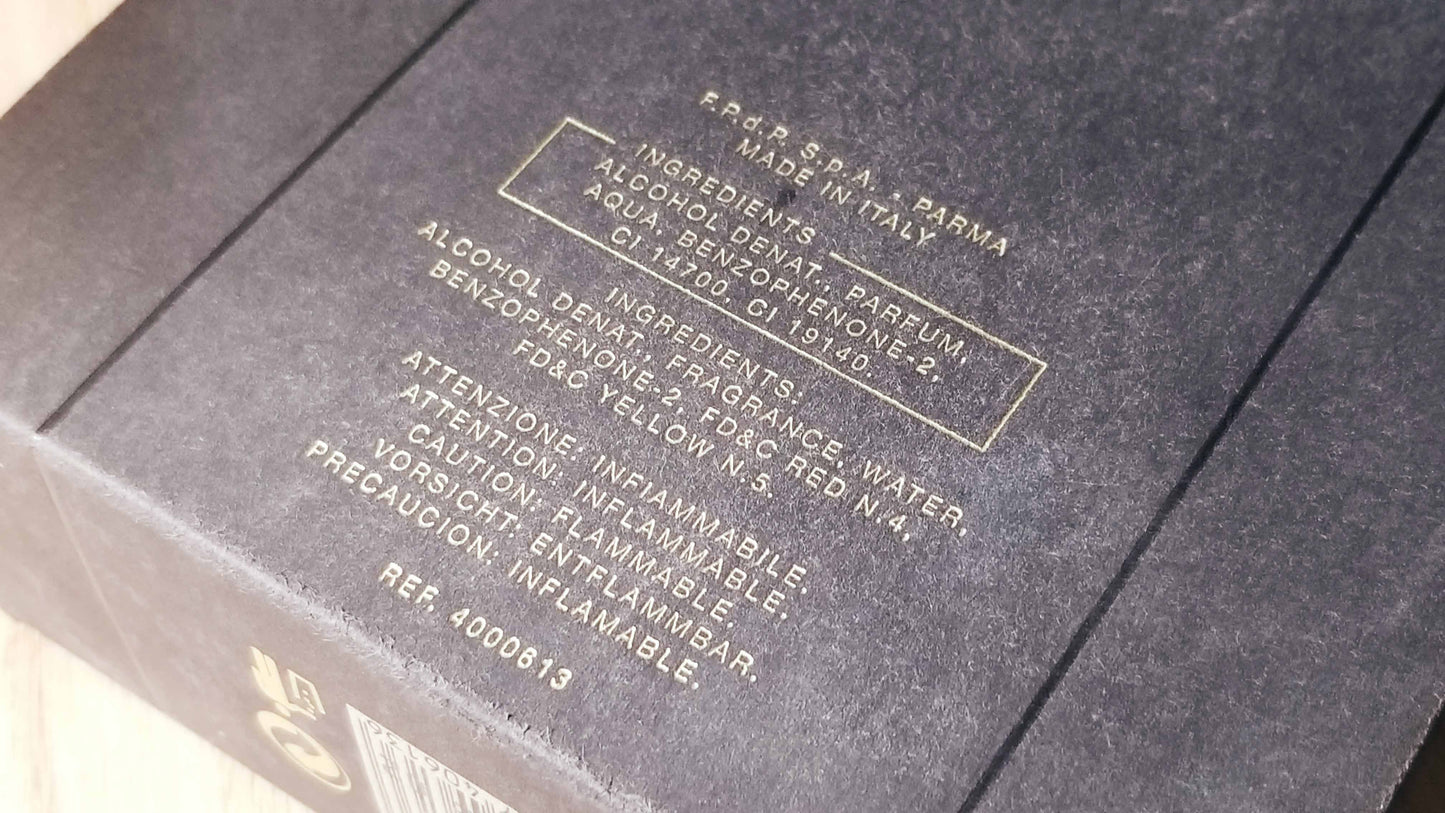 F.P.d.P. S.p.A., PARMA
MADE IN ITALY
INGREDIENTS
ALCOHOL DENAT., PARFUM,
AQUA, BENZOPHENONE-2,
CI 14700, CI 19140.
INGREDIENTS:
ALCOHOL DENAT., FRAGRANCE, WATER,
BENZOPHENONE-2, FD&C RED N.4,
FD&C YELLOW N.5.
ATTENZIONE: INFIAMMABILE.
ATTENTION: INFLAMMABLE.
CAUTION: FLAMMABLE.
VORSICHT: ENTFLAMMBAR.
PRECAUCION: INFLAMABLE.
REF. 4000613